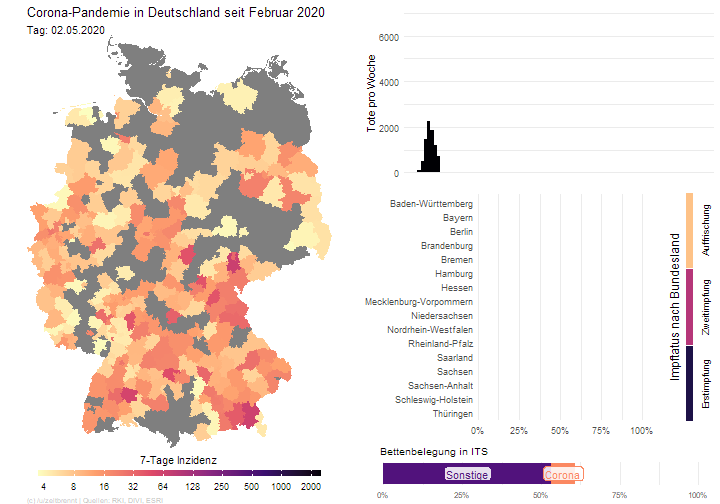 Corona-Pandemie in Deutschland seit Februar 2020
Tag: 02.05.2020
7-Tage Inzidenz
4 8 16 32 64 125 250 500 1000 2000
(c) /u/zeitbrennt | Quellen: RKI, DIVI, ESRI
Tote pro Woche
6000
4000
2000
0
Baden-Württemberg
Bayern
Berlin
Brandenburg
Bremen
Hamburg
Hessen
Mecklenburg-Vorpommern
Niedersachsen
Nordrhein-Westfalen
Rheinland-Pfalz
Saarland
Sachsen
Sachsen-Anhalt
Schleswig-Holstein
Thüringen
0% 25% 50% 75% 100%
Impfstatus nach Bundesland
Auffrischung
Zweitimpfung
Erstimpfung
Bettenbelegung in ITS
Sonstige Corona
0% 25% 50% 75% 100%